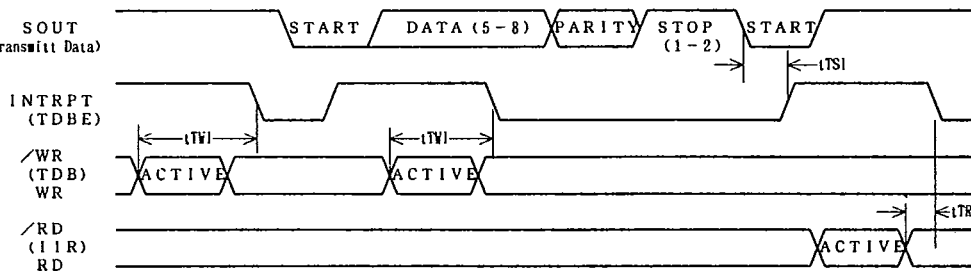 SOUT
ransmitt Data)
START
DATA (5-8)
PARITY
STOP
(1-2)
START
tTSI
INTRPT
(TDBE)
tTWI
tTWI
/WR
(TDB)
WR
ACTIVE
ACTIVE
tTR
/RD
(IIR)
RD
ACTIVE